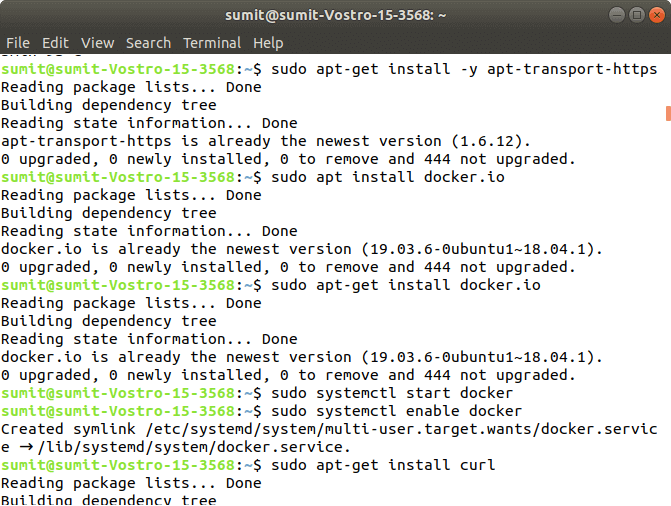 sumit@sumit-Vostro-15-3568: ~
File Edit View Search Terminal Help
sumit@sumit-Vostro-15-3568:~$ sudo apt-get install -y apt-transport-https
Reading package lists... Done
Building dependency tree
Reading state information... Done
apt-transport-https is already the newest version (1.6.12).
0 upgraded, 0 newly installed, 0 to remove and 444 not upgraded.
sumit@sumit-Vostro-15-3568:~$ sudo apt install docker.io
Reading package lists... Done
Building dependency tree
Reading state information... Done
docker.io is already the newest version (19.03.6-0ubuntu1~18.04.1).
0 upgraded, 0 newly installed, 0 to remove and 444 not upgraded.
sumit@sumit-Vostro-15-3568:~$ sudo apt-get install docker.io
Reading package lists... Done
Building dependency tree
Reading state information... Done
docker.io is already the newest version (19.03.6-0ubuntu1~18.04.1).
0 upgraded, 0 newly installed, 0 to remove and 444 not upgraded.
sumit@sumit-Vostro-15-3568:~$ sudo systemctl start docker
sumit@sumit-Vostro-15-3568:~$ sudo systemctl enable docker
Created symlink /etc/systemd/system/multi-user.target.wants/docker.servic
e → /lib/systemd/system/docker.service.
sumit@sumit-Vostro-15-3568:~$ sudo apt-get install curl
Reading package lists... Done
Building dependency tree